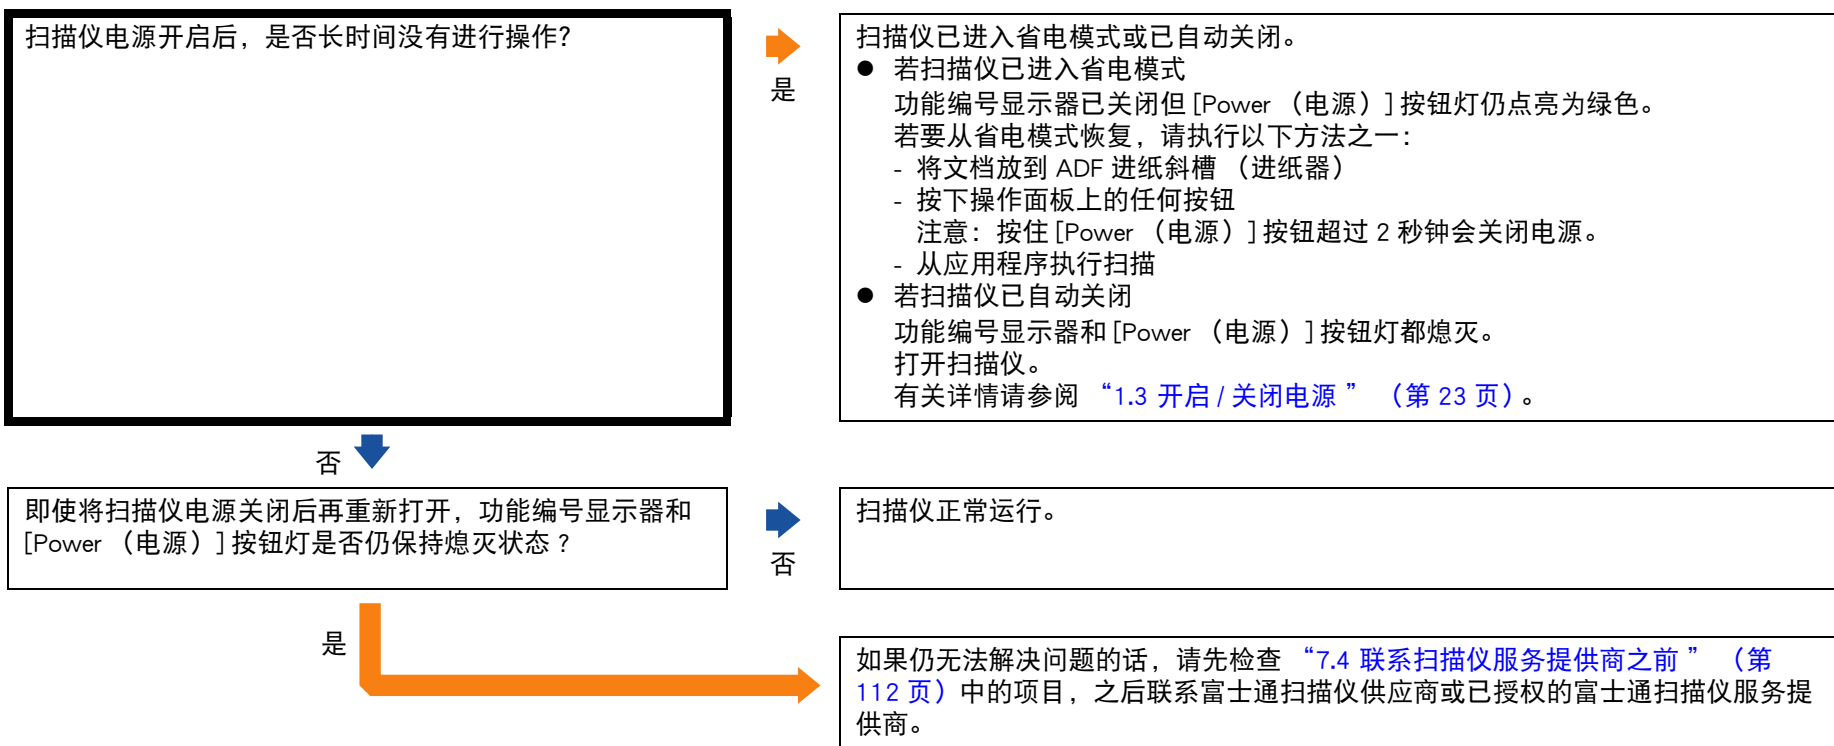 扫描仪电源开启后，是否长时间没有进行操作？
是
扫描仪已进入省电模式或已自动关闭。
● 若扫描仪已进入省电模式
功能编号显示器已关闭但 [Power （电源）] 按钮灯仍点亮为绿色。
若要从省电模式恢复，请执行以下方法之一：
- 将文档放到 ADF 进纸斜槽 （进纸器）
- 按下操作面板上的任何按钮
注意：按住 [Power （电源）] 按钮超过 2 秒钟会关闭电源。
- 从应用程序执行扫描
● 若扫描仪已自动关闭
功能编号显示器和 [Power （电源）] 按钮灯都熄灭。
打开扫描仪。
有关详情请参阅 “1.3 开启 / 关闭电源 ” （第 23 页）。
否
即使将扫描仪电源关闭后再重新打开，功能编号显示器和
[Power （电源）] 按钮灯是否仍保持熄灭状态？
否
扫描仪正常运行。
是
如果仍无法解决问题的话，请先检查 “7.4 联系扫描仪服务提供商之前 ” （第
112 页）中的项目，之后联系富士通扫描仪供应商或已授权的富士通扫描仪服务提
供商。